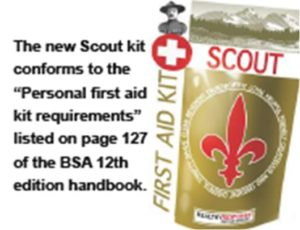 The new Scout kit
conforms to the
“Personal first aid
kit requirements”
listed on page 127
of the BSA 12th
edition handbook.
FIRST AID KIT
SCOUT